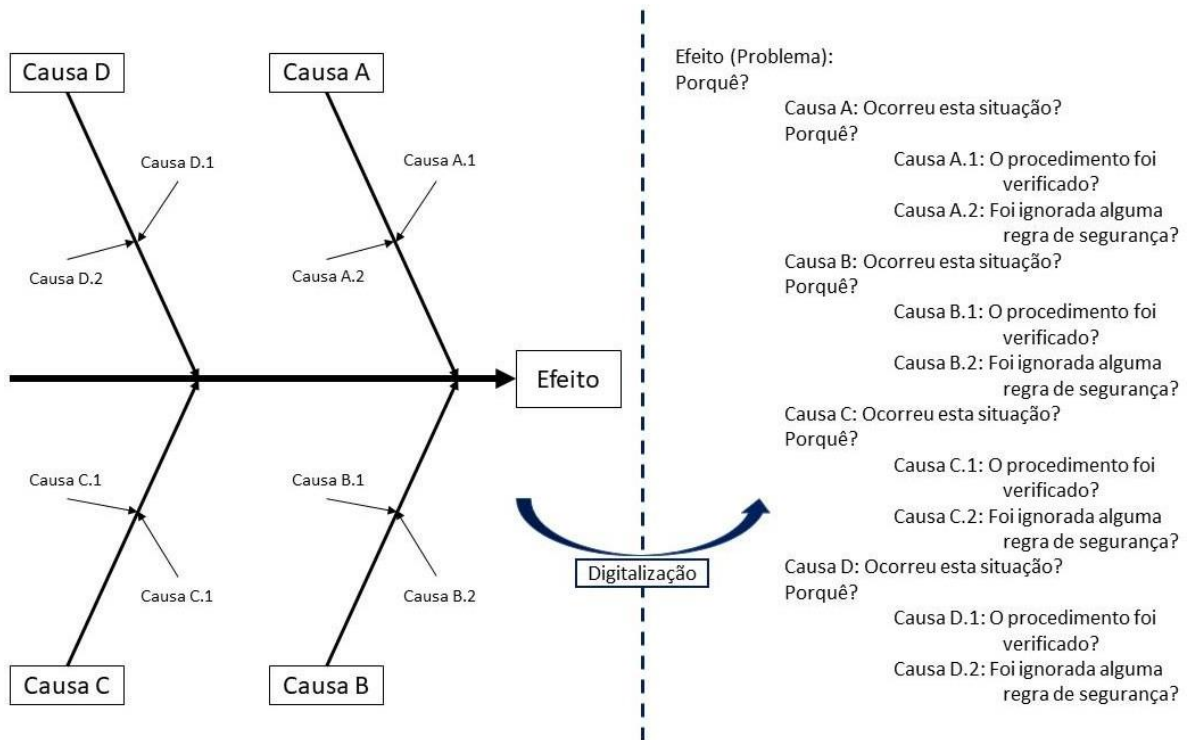 Causa D
Causa A
Causa D.1
Causa A.1
Causa D.2
Causa A.2
Efeito
Causa C.1
Causa B.1
Causa C.1
Causa B.2
Causa C
Causa B
Digitalização
Efeito (Problema):
Porquê?
Causa A: Ocorreu esta situação?
Porquê?
Causa A.1: O procedimento foi
verificado?
Causa A.2: Foi ignorada alguma
regra de segurança?
Causa B: Ocorreu esta situação?
Porquê?
Causa B.1: O procedimento foi
verificado?
Causa B.2: Foi ignorada alguma
regra de segurança?
Causa C: Ocorreu esta situação?
Porquê?
Causa C.1: O procedimento foi
verificado?
Causa C.2: Foi ignorada alguma
regra de segurança?
Causa D: Ocorreu esta situação?
Porquê?
Causa D.1: O procedimento foi
verificado?
Causa D.2: Foi ignorada alguma
regra de segurança?